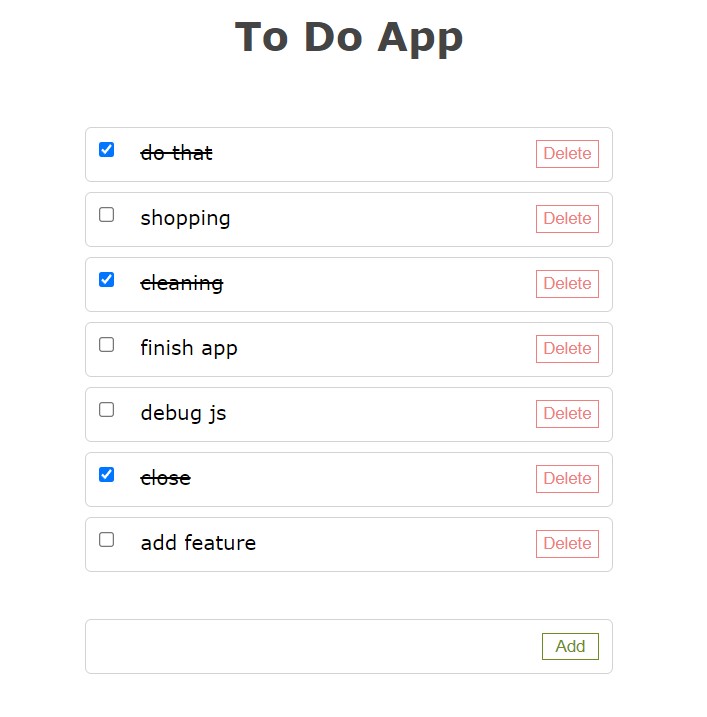 To Do App
do that Delete
shopping Delete
cleaning Delete
finish app Delete
debug js Delete
close Delete
add feature Delete
Add